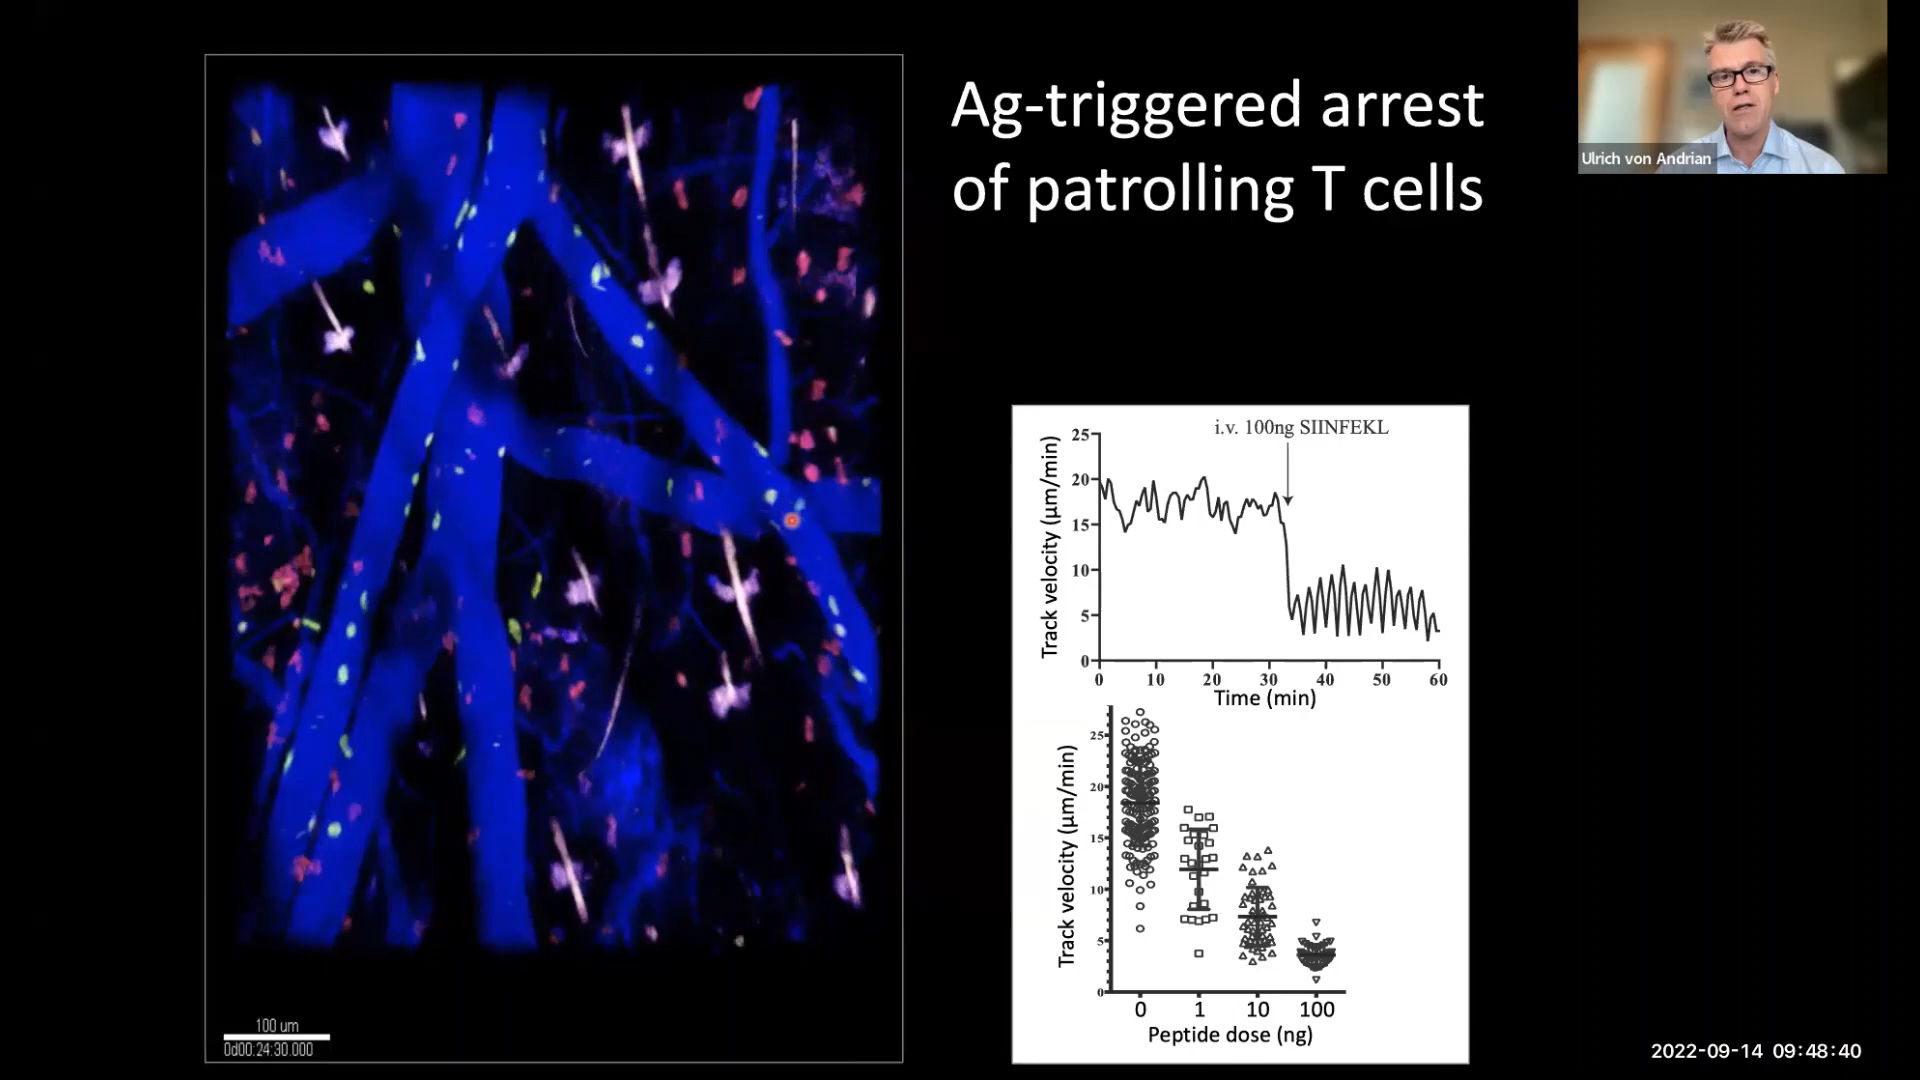 Ag-triggered arrest
of patrolling T cells
Ulrich von Andrian
i.v. 100ng SIINFEKL
Track velocity (μm/min)
25
20
15
10
5
0
0 10 20 30 40 50 60
Time (min)
Track velocity (μm/min)
25
20
15
10
5
0
0 1 10 100
Peptide dose (ng)
100 um
0d00:24:30.000
2022-09-14 09:48:40